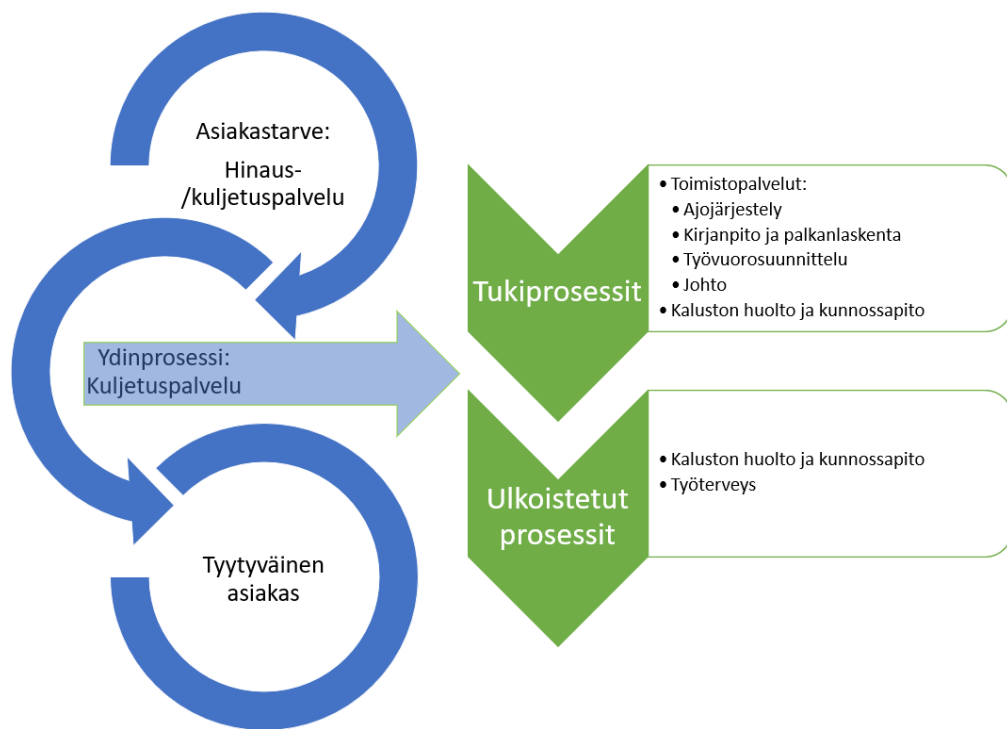 Asiakastarve:
Hinaus-
/kuljetuspalvelu
Ydinprosessi:
Kuljetuspalvelu
Tyytyväinen
asiakas
Tukiprosessit
• Toimistopalvelut:
• Ajojärjestely
• Kirjanpito ja palkanlaskenta
• Työvuorosuunnittelu
• Johto
• Kaluston huolto ja kunnossapito
Ulkoistetut
prosessit
• Kaluston huolto ja kunnossapito
• Työterveys